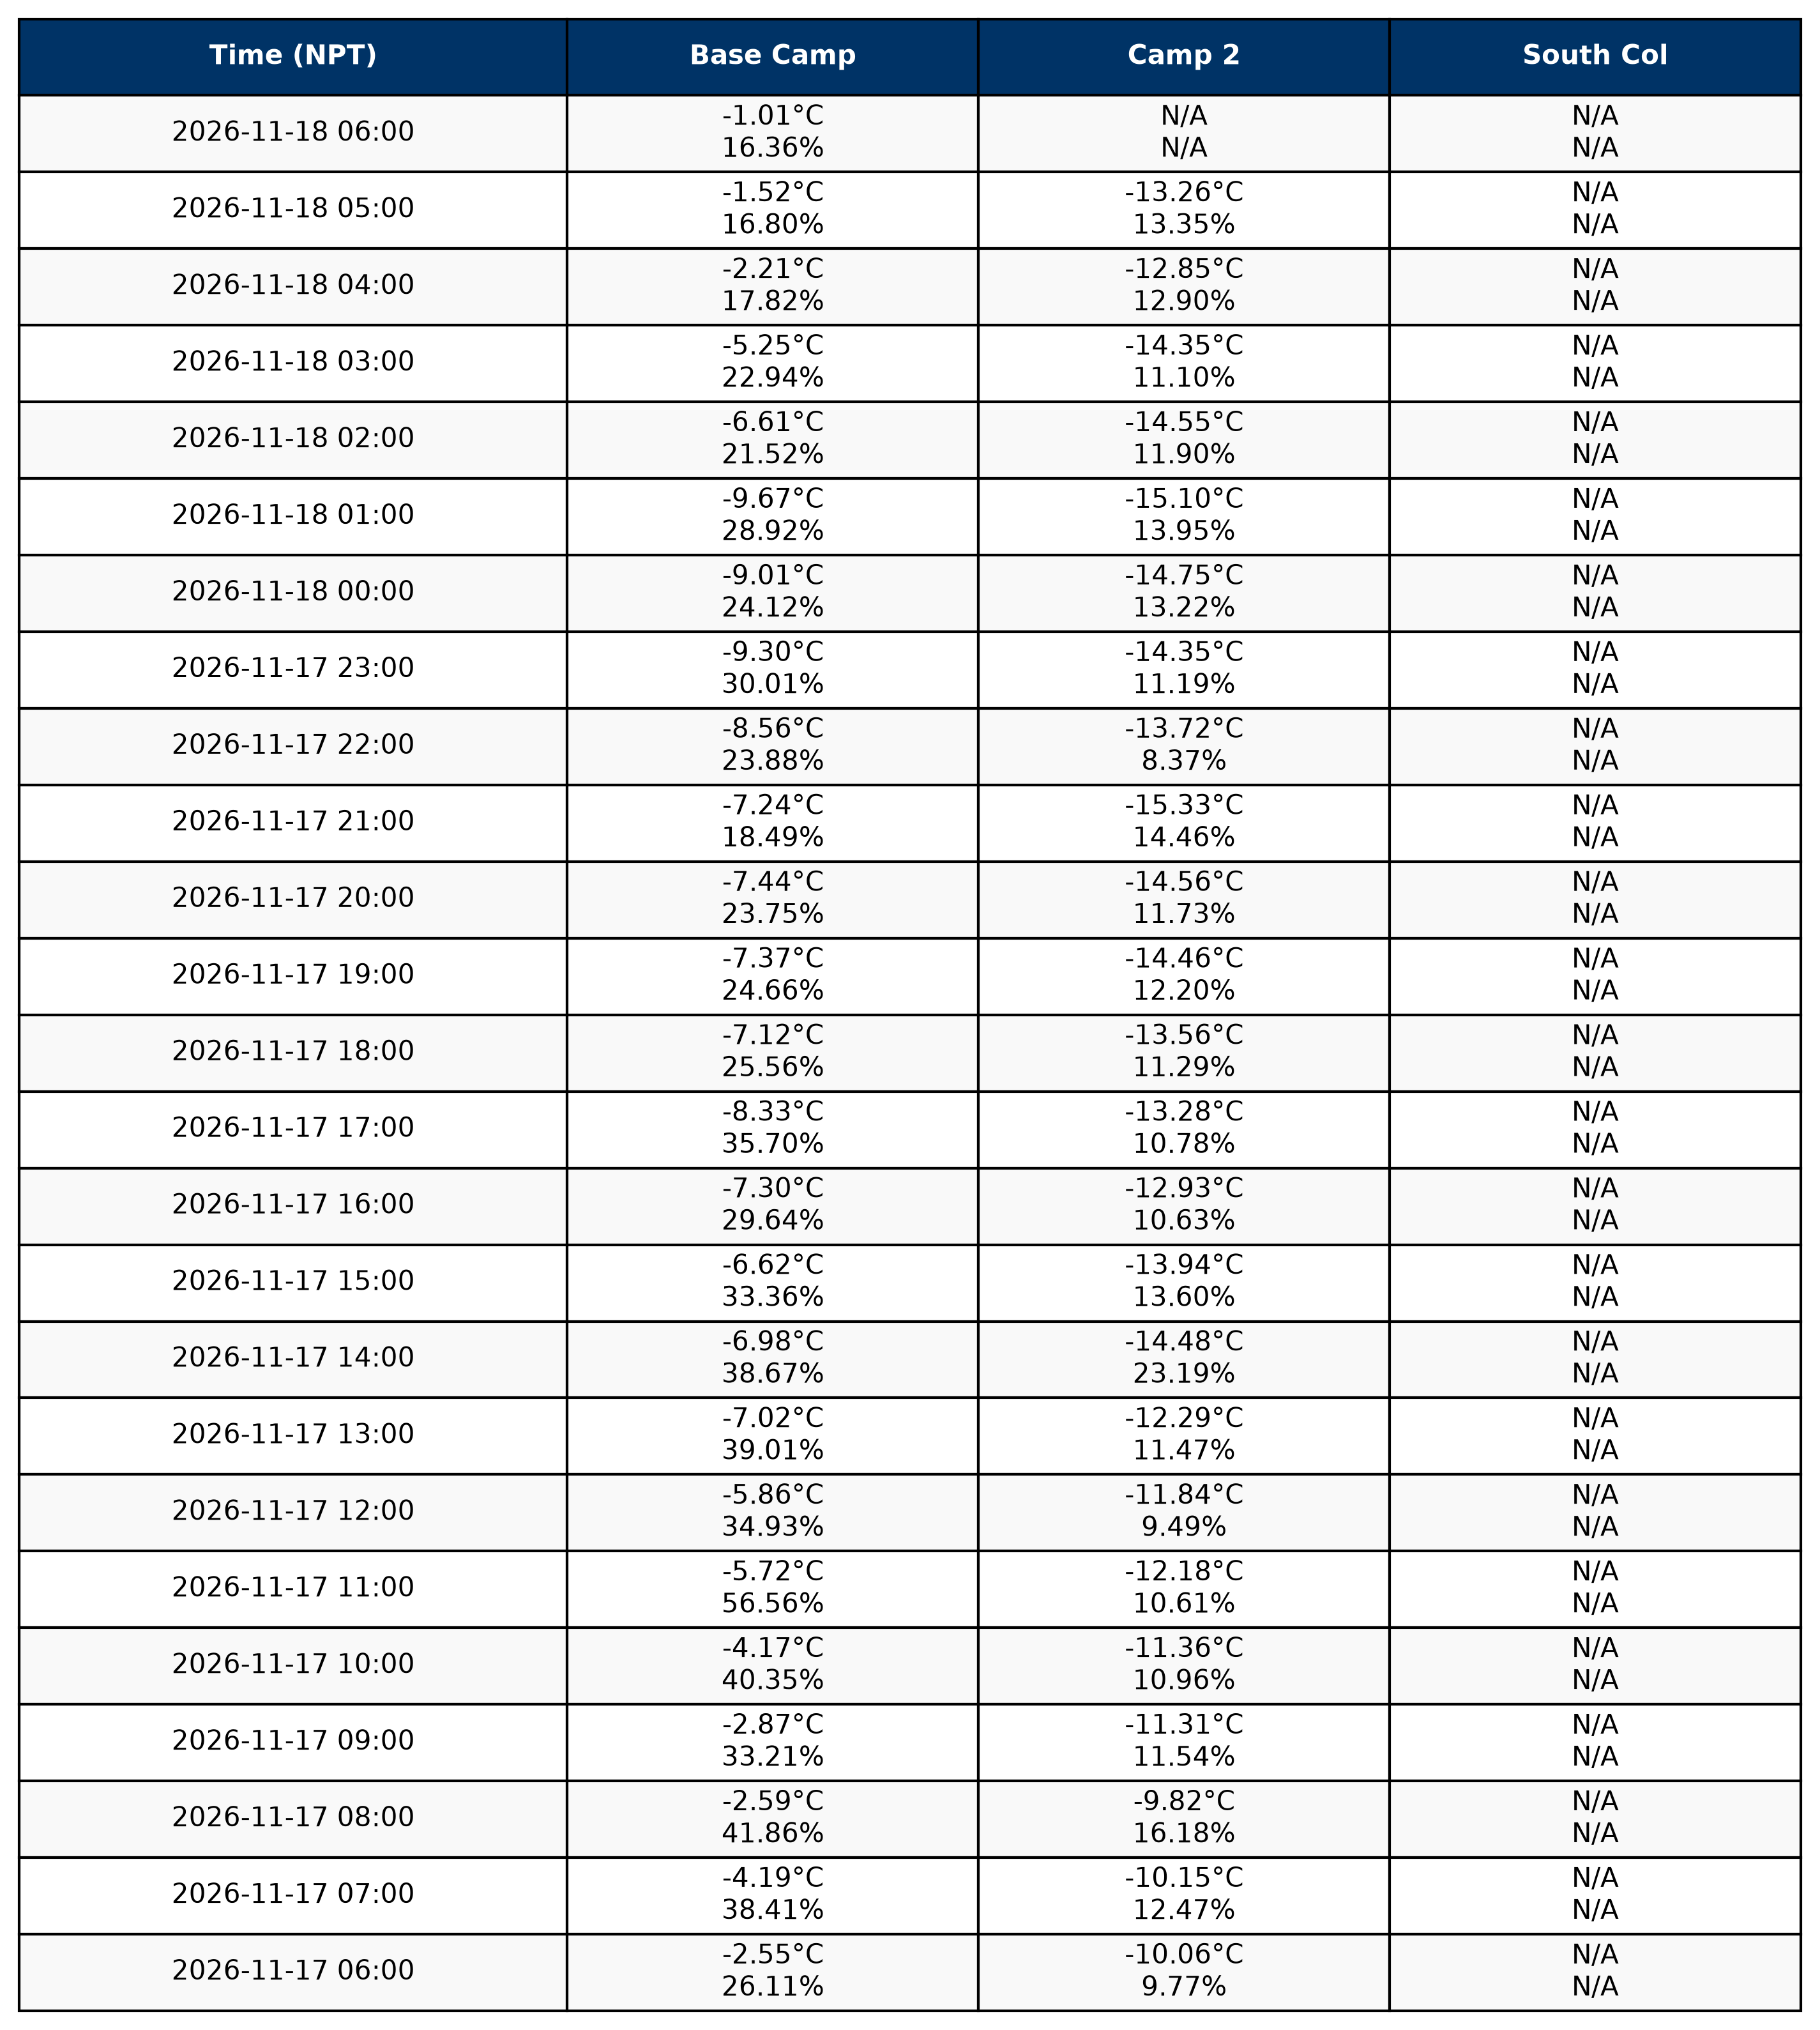 Time (NPT) Base Camp Camp 2 South Col
2026-11-18 06:00 -1.01°C N/A N/A
16.36% N/A N/A
2026-11-18 05:00 -1.52°C -13.26°C N/A
16.80% 13.35% N/A
2026-11-18 04:00 -2.21°C -12.85°C N/A
17.82% 12.90% N/A
2026-11-18 03:00 -5.25°C -14.35°C N/A
22.94% 11.10% N/A
2026-11-18 02:00 -6.61°C -14.55°C N/A
21.52% 11.90% N/A
2026-11-18 01:00 -9.67°C -15.10°C N/A
28.92% 13.95% N/A
2026-11-18 00:00 -9.01°C -14.75°C N/A
24.12% 13.22% N/A
2026-11-17 23:00 -9.30°C -14.35°C N/A
30.01% 11.19% N/A
2026-11-17 22:00 -8.56°C -13.72°C N/A
23.88% 8.37% N/A
2026-11-17 21:00 -7.24°C -15.33°C N/A
18.49% 14.46% N/A
2026-11-17 20:00 -7.44°C -14.56°C N/A
23.75% 11.73% N/A
2026-11-17 19:00 -7.37°C -14.46°C N/A
24.66% 12.20% N/A
2026-11-17 18:00 -7.12°C -13.56°C N/A
25.56% 11.29% N/A
2026-11-17 17:00 -8.33°C -13.28°C N/A
35.70% 10.78% N/A
2026-11-17 16:00 -7.30°C -12.93°C N/A
29.64% 10.63% N/A
2026-11-17 15:00 -6.62°C -13.94°C N/A
33.36% 13.60% N/A
2026-11-17 14:00 -6.98°C -14.48°C N/A
38.67% 23.19% N/A
2026-11-17 13:00 -7.02°C -12.29°C N/A
39.01% 11.47% N/A
2026-11-17 12:00 -5.86°C -11.84°C N/A
34.93% 9.49% N/A
2026-11-17 11:00 -5.72°C -12.18°C N/A
56.56% 10.61% N/A
2026-11-17 10:00 -4.17°C -11.36°C N/A
40.35% 10.96% N/A
2026-11-17 09:00 -2.87°C -11.31°C N/A
33.21% 11.54% N/A
2026-11-17 08:00 -2.59°C -9.82°C N/A
41.86% 16.18% N/A
2026-11-17 07:00 -4.19°C -10.15°C N/A
38.41% 12.47% N/A
2026-11-17 06:00 -2.55°C -10.06°C N/A
26.11% 9.77% N/A